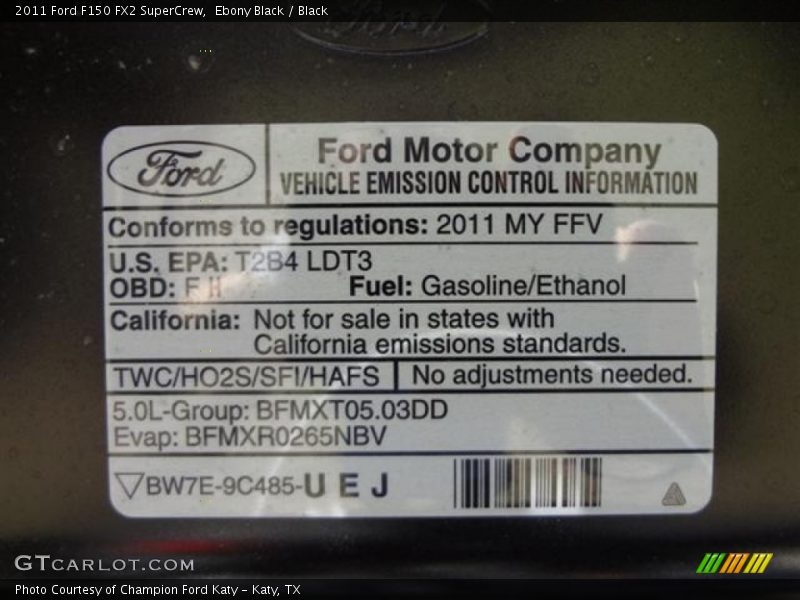 2011 Ford F150 FX2 SuperCrew, Ebony Black / Black
Ford
Ford Motor Company
VEHICLE EMISSION CONTROL INFORMATION
Conforms to regulations: 2011 MY FFV
U.S. EPA: T2B4 LDT3
OBD: F II Fuel: Gasoline/Ethanol
California: Not for sale in states with
California emissions standards.
TWC/HO2S/SFI/HAFS No adjustments needed.
5.0L-Group: BFMXT05.03DD
Evap: BFMXR0265NBV
BW7E-9C485-U E J
GTCARLOT.COM
Photo Courtesy of Champion Ford Katy - Katy, TX